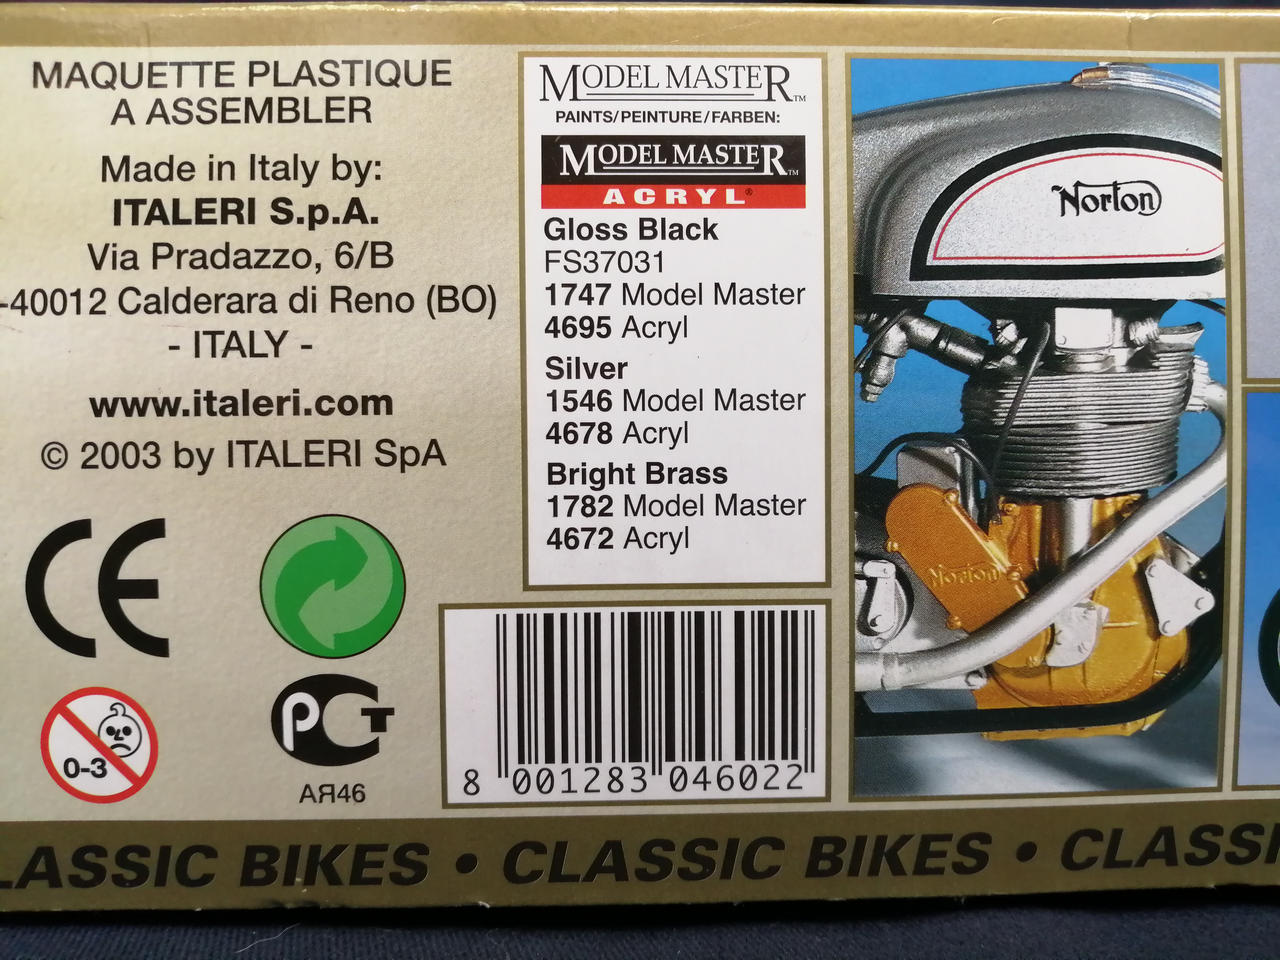 MAQUETTE PLASTIQUE
A ASSEMBLER
Made in Italy by:
ITALERI S.p.A.
Via Pradazzo, 6/B
-40012 Calderara di Reno (BO)
- ITALY -
www.italeri.com
© 2003 by ITALERI SpA
CE
0-3
PCT
AЯ46
MODEL MASTER™
PAINTS/PEINTURE/FARBEN:
MODEL MASTER™
ACRYL®
Gloss Black
FS37031
1747 Model Master
4695 Acryl
Silver
1546 Model Master
4678 Acryl
Bright Brass
1782 Model Master
4672 Acryl
8 001283 046022
Norton
Norton
LASSIC BIKES • CLASSIC BIKES • CLASSI